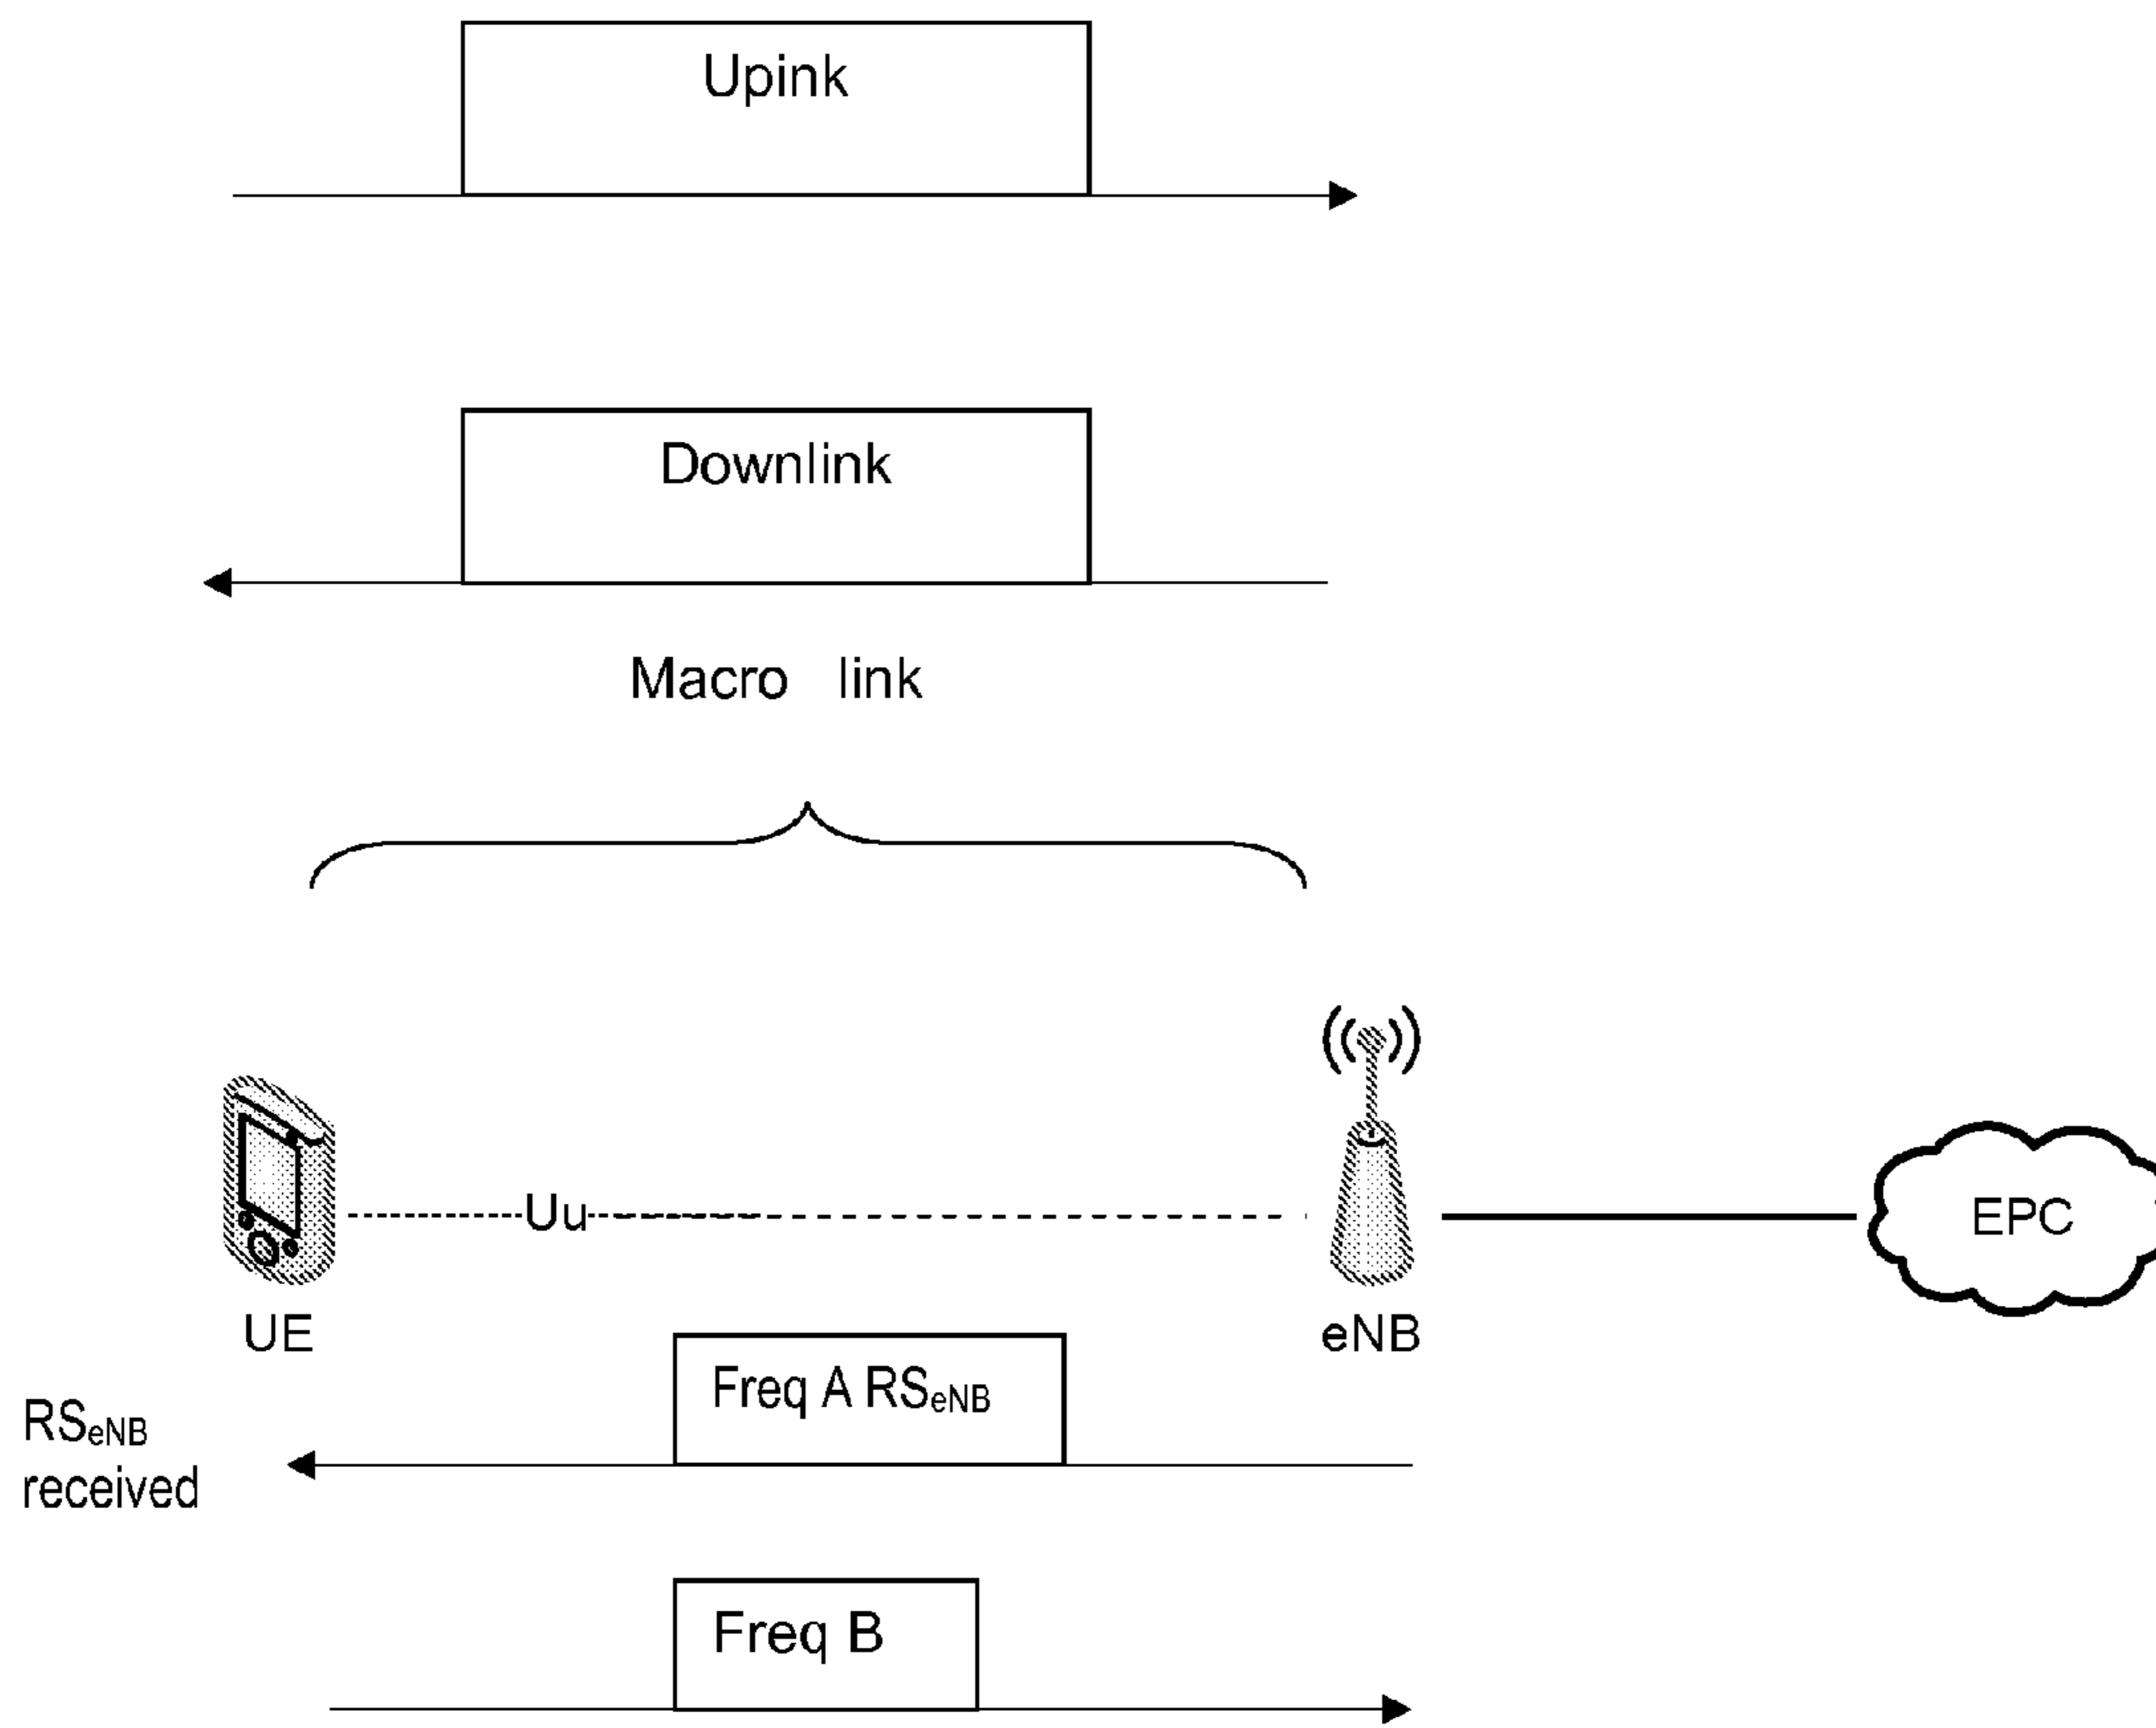 Upink
Downlink
Macro link
Uu
EPC
UE
eNB
Freq A RSeNB
RSeNB
received
Freq B